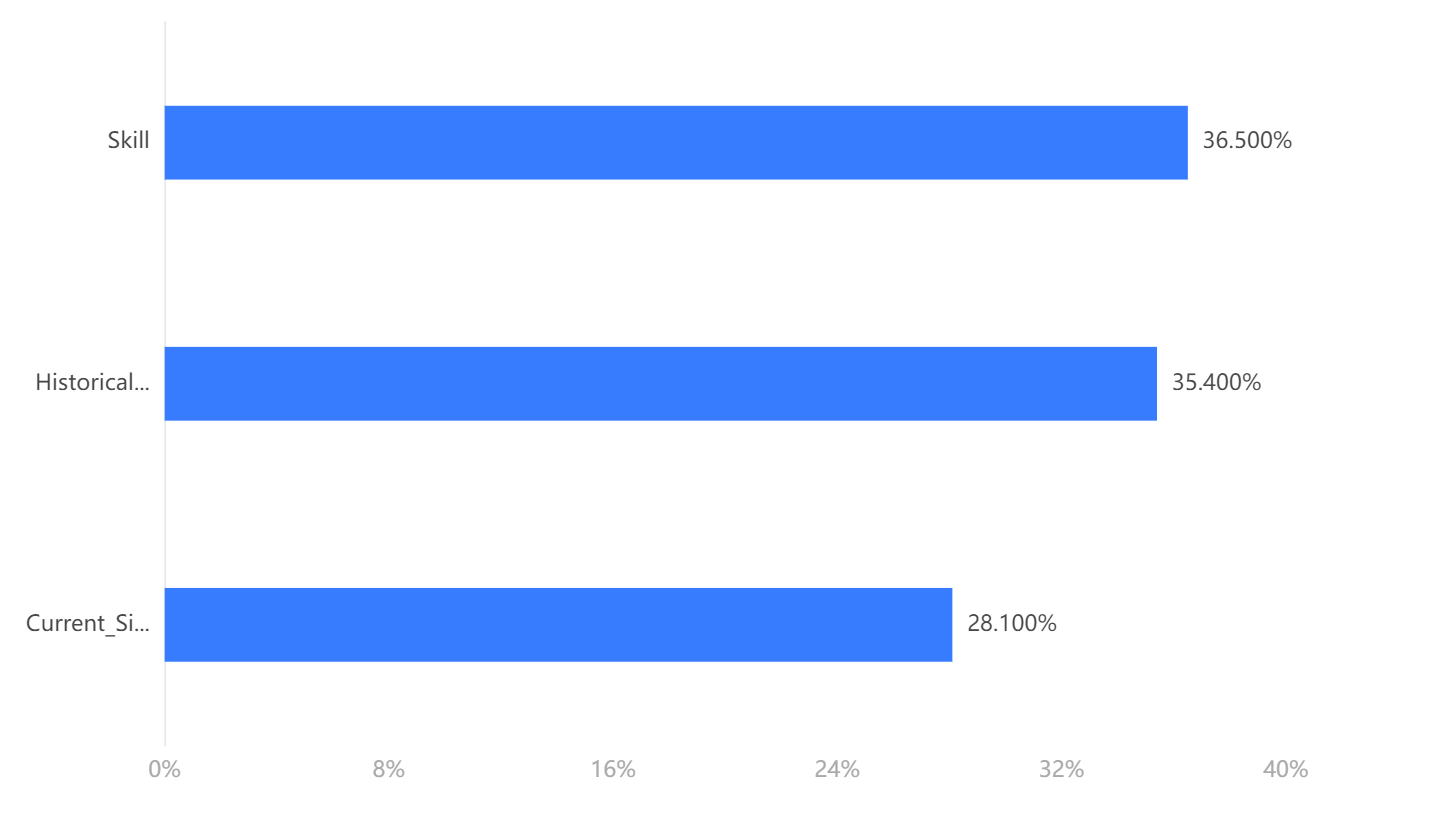 Skill
36.500%
Historical...
35.400%
Current_Si...
28.100%
0% 8% 16% 24% 32% 40%